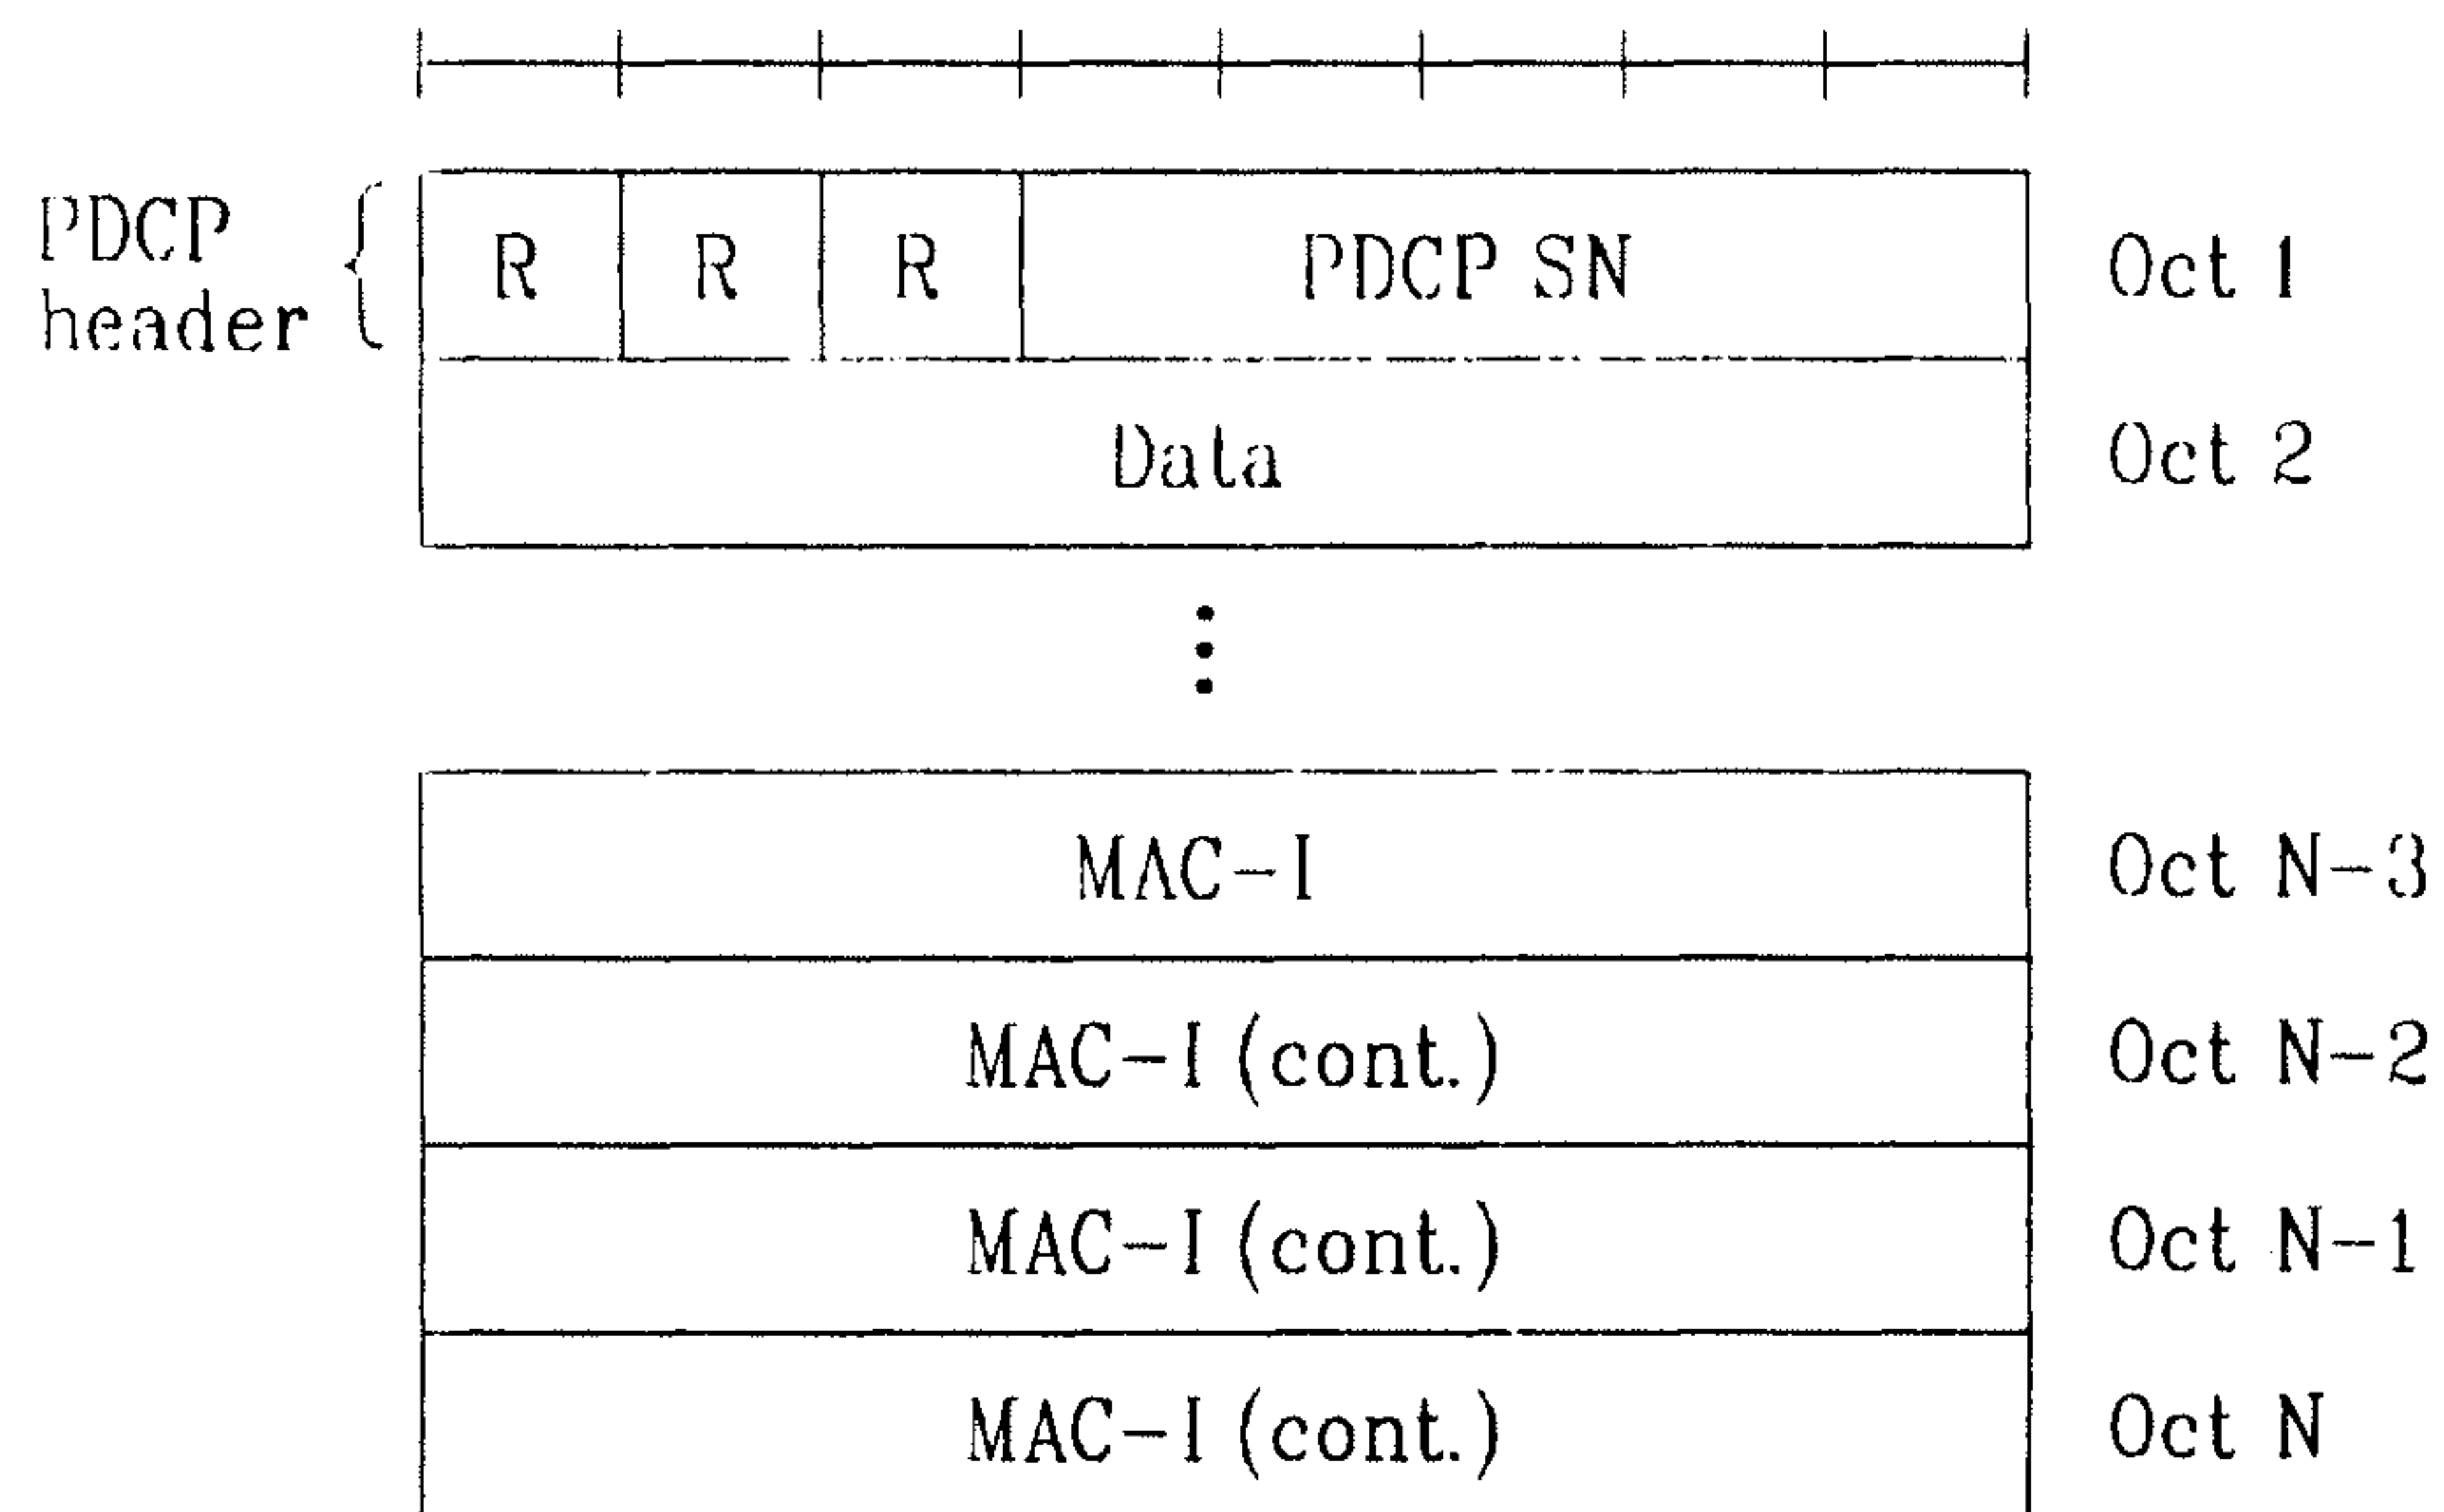 PDCP
header
R R R PDCP SN Oct 1
Data Oct 2
MAC-I Oct N-3
MAC-I (cont.) Oct N-2
MAC-I (cont.) Oct N-1
MAC-I (cont.) Oct N